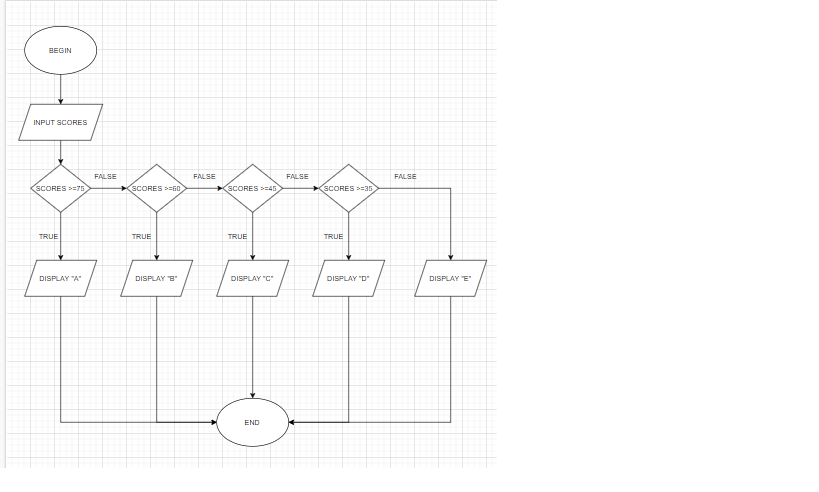 BEGIN
INPUT SCORES
FALSE
FALSE
FALSE
FALSE
SCORES >=75
SCORES >=60
SCORES >=45
SCORES >=35
TRUE
TRUE
TRUE
TRUE
DISPLAY "A"
DISPLAY "B"
DISPLAY "C"
DISPLAY "D"
DISPLAY "E"
END